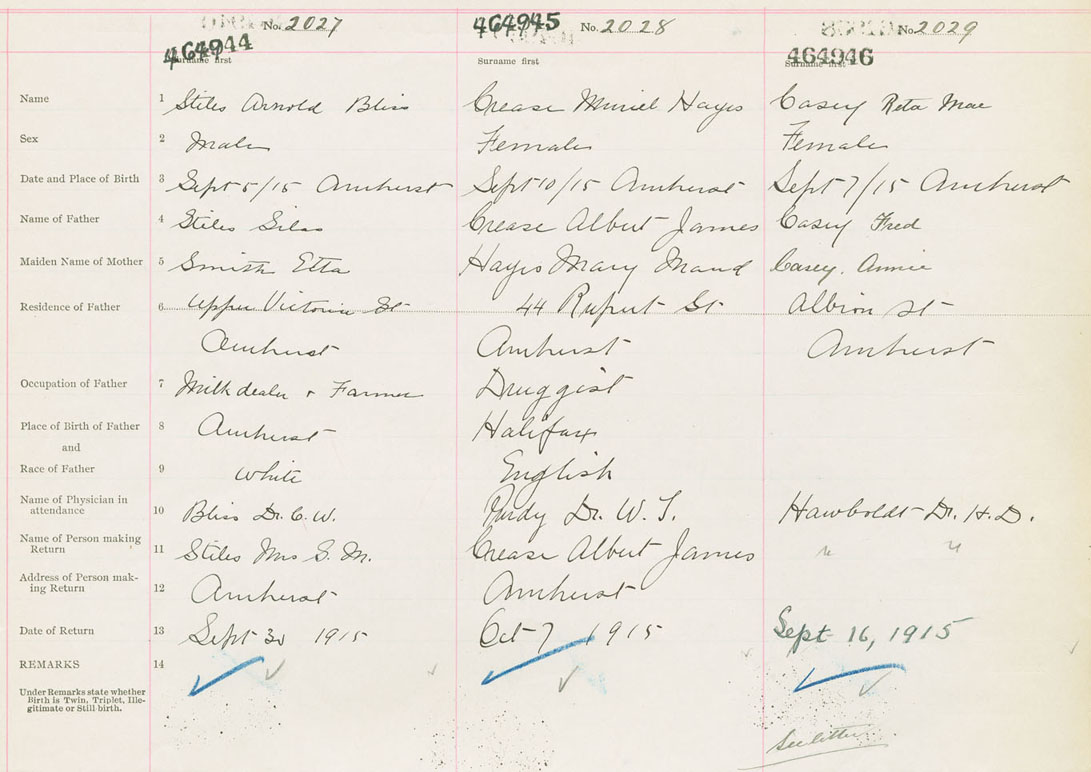 No. 2027 464945 No. 2028 No. 2029
464944 464946
Surname first Surname first Surname first
Name 1 Stiles Arnold Bliss Crease Muriel Hayes Casey Reta Mae
Sex 2 Male Female Female
Date and Place of Birth 3 Sept 5/15 Amherst Sept 10/15 Amherst Sept 7/15 Amherst
Name of Father 4 Stiles Silas Crease Albert James Casey Fred
Maiden Name of Mother 5 Smith Etta Hayes Mary Maud Casey. Annie
Residence of Father 6 Upper Victoria St 44 Rupert St Albion St
Amherst Amherst Amherst
Occupation of Father 7 Milk dealer + Farmer Druggist
Place of Birth of Father 8 Amherst Halifax
and
Race of Father 9 White English
Name of Physician in
attendance 10 Bliss Dr. C. W. Purdy Dr. W. T. Hawboldt Dr. H. D.
Name of Person making
Return 11 Stiles Mrs S. M. Crease Albert James " "
Address of Person mak-
ing Return 12 Amherst Amherst
Date of Return 13 Sept 30 1915 Oct 7 1915 Sept 16, 1915
REMARKS 14
Under Remarks state whether
Birth is Twin, Triplet, Ille-
gitimate or Still birth.
See letter